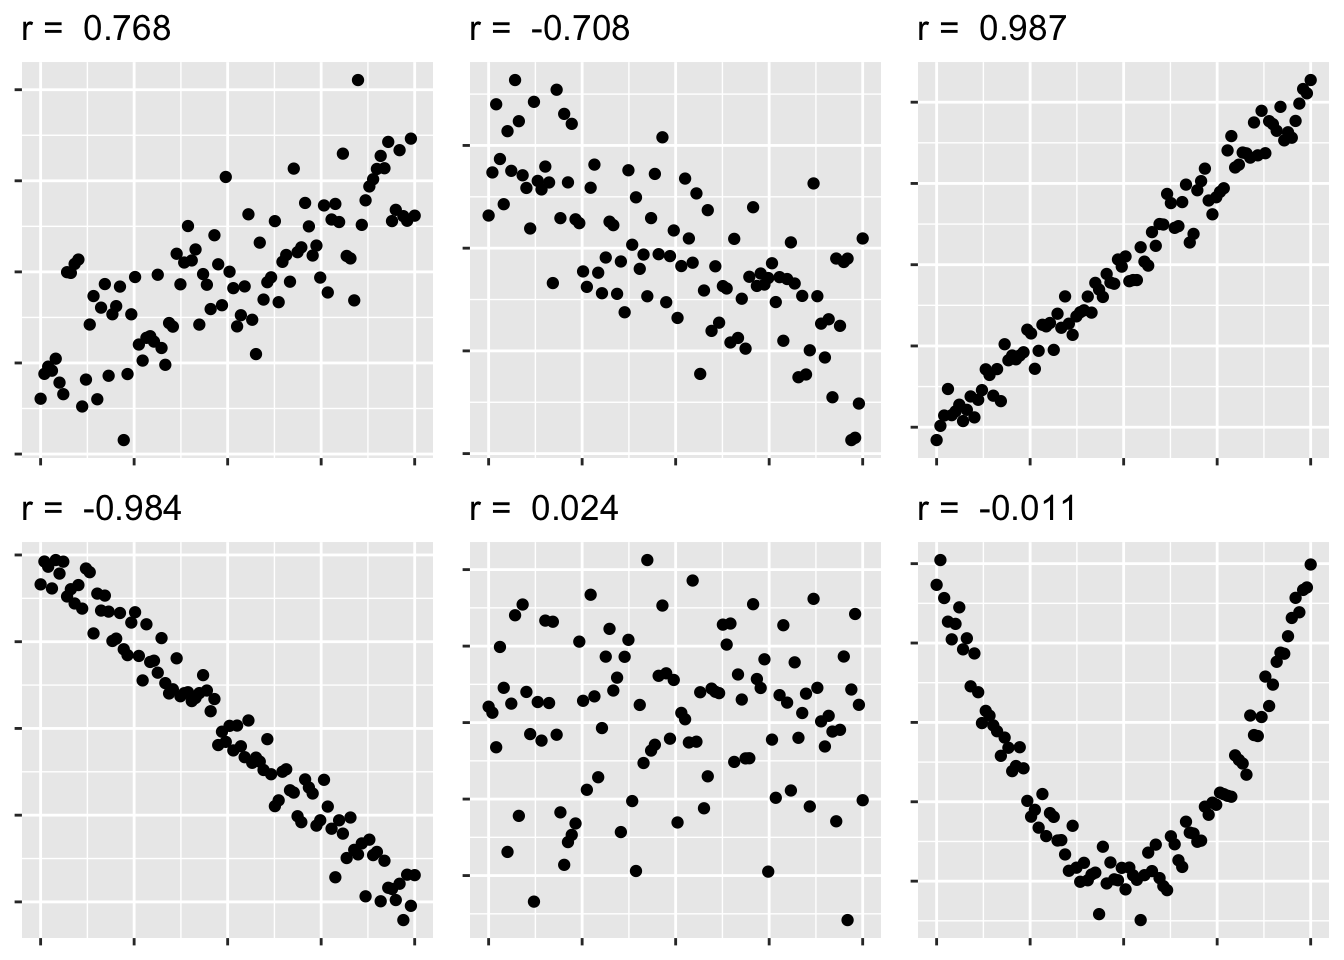 r =  0.768
r =  -0.708
r =  0.987
r =  -0.984
r =  0.024
r =  -0.011